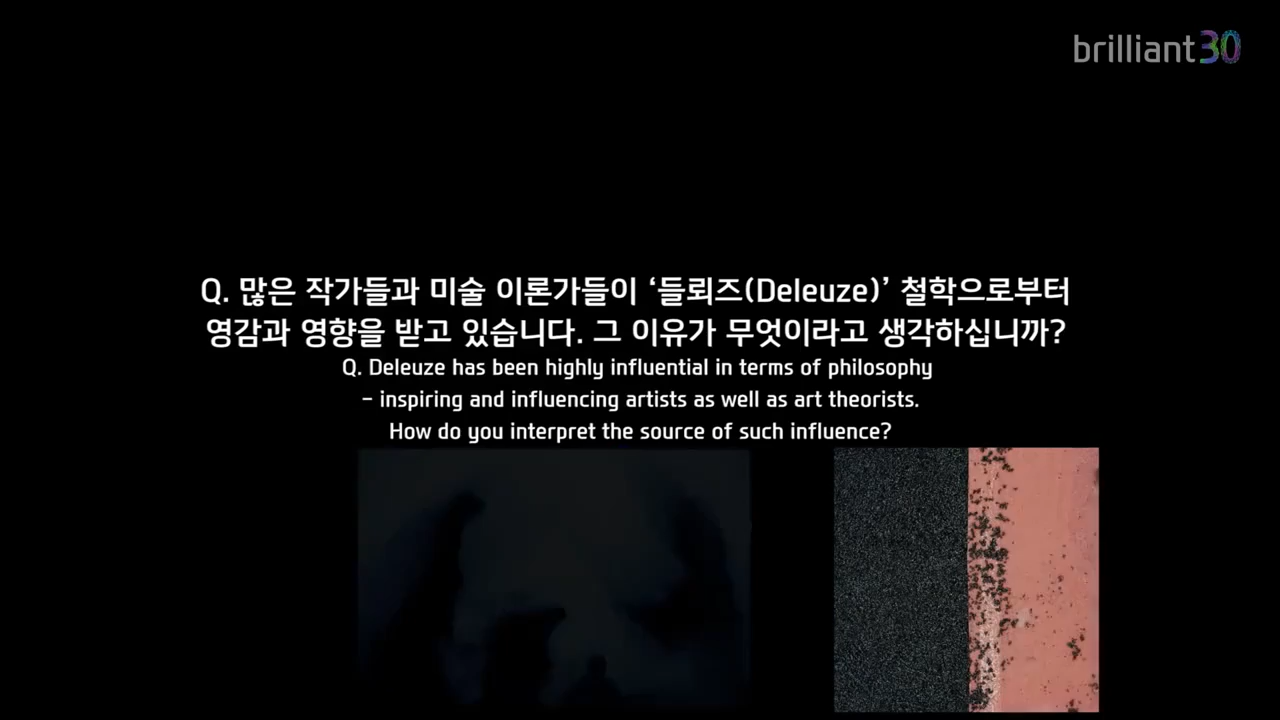 brilliant30
Q. 많은 작가들과 미술 이론가들이 ‘들뢰즈(Deleuze)’ 철학으로부터
영감과 영향을 받고 있습니다. 그 이유가 무엇이라고 생각하십니까?
Q. Deleuze has been highly influential in terms of philosophy
- inspiring and influencing artists as well as art theorists.
How do you interpret the source of such influence?